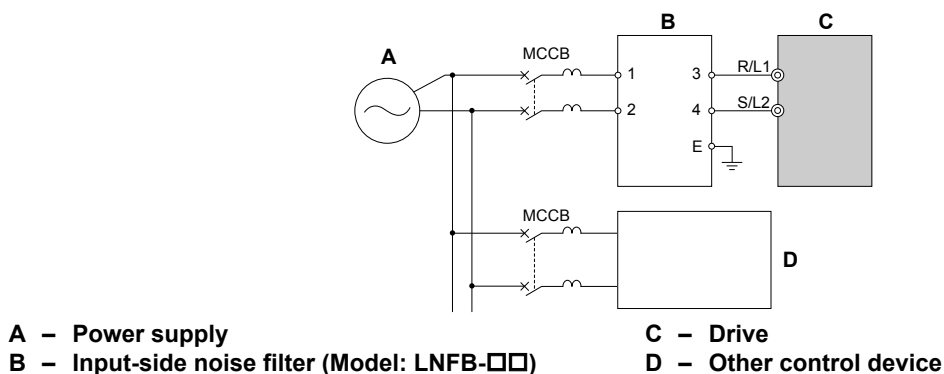 B
C
A
MCCB
1
3
R/L1
2
4
S/L2
E
MCCB
D
A – Power supply
B – Input-side noise filter (Model: LNFB-□□)
C – Drive
D – Other control device